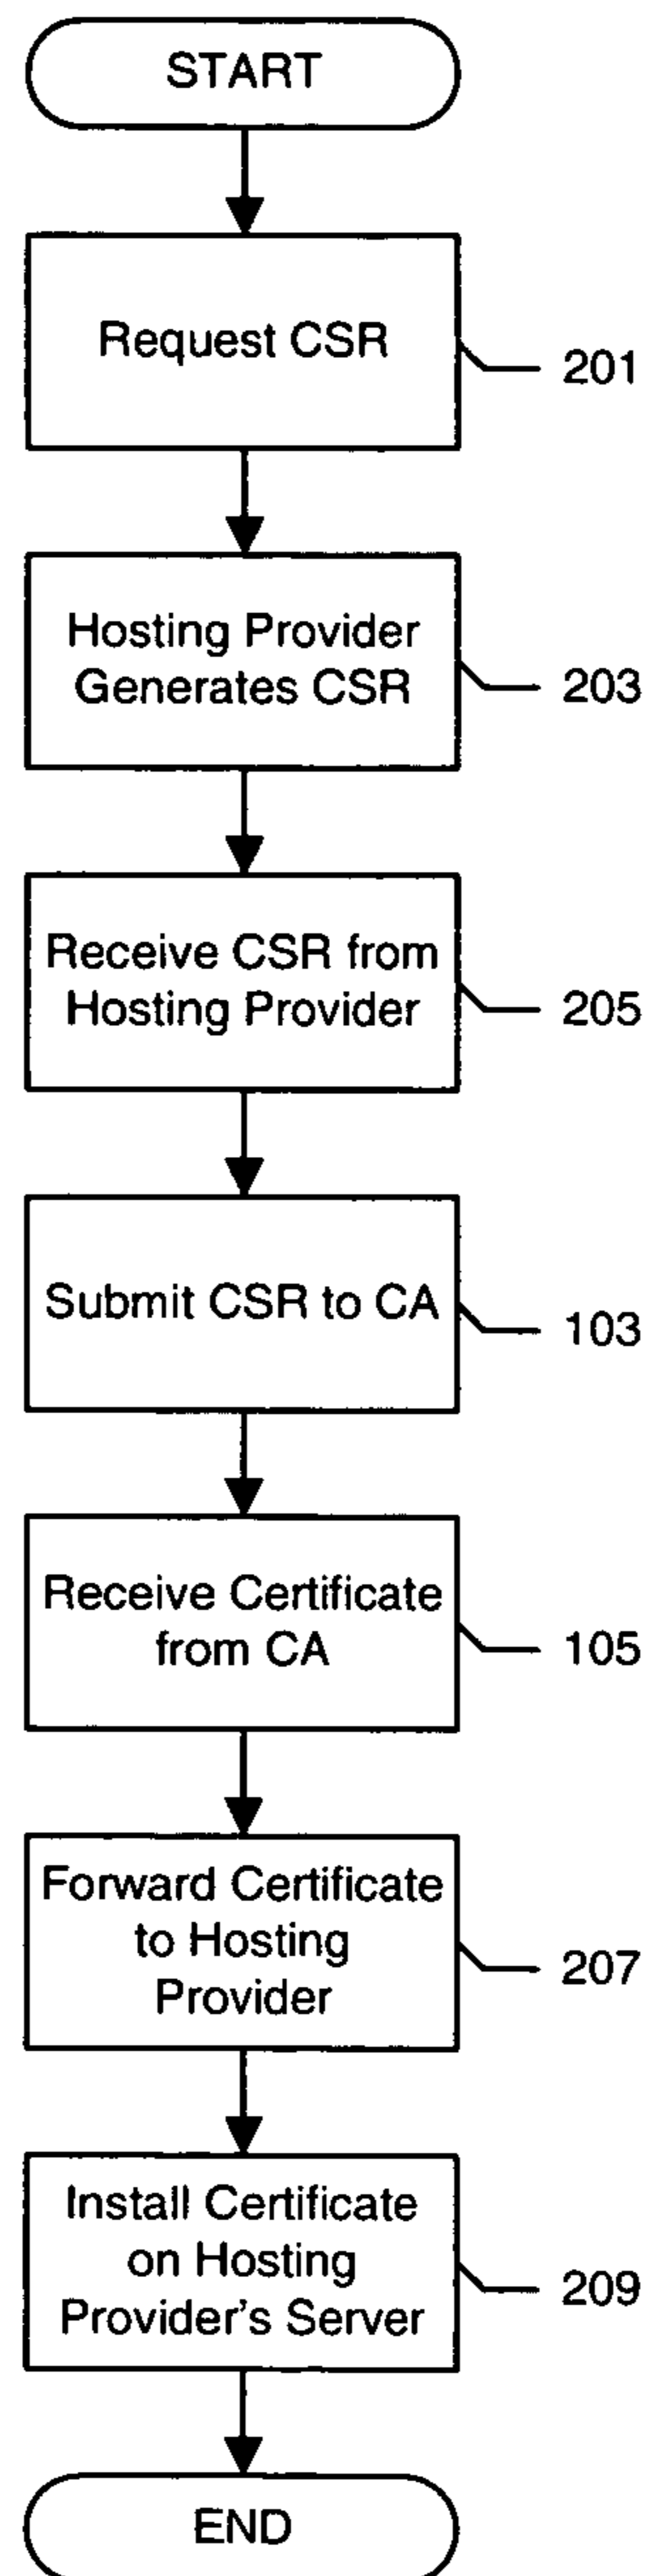 START
Request CSR
201
Hosting Provider
Generates CSR
203
Receive CSR from
Hosting Provider
205
Submit CSR to CA
103
Receive Certificate
from CA
105
Forward Certificate
to Hosting
Provider
207
Install Certificate
on Hosting
Provider's Server
209
END